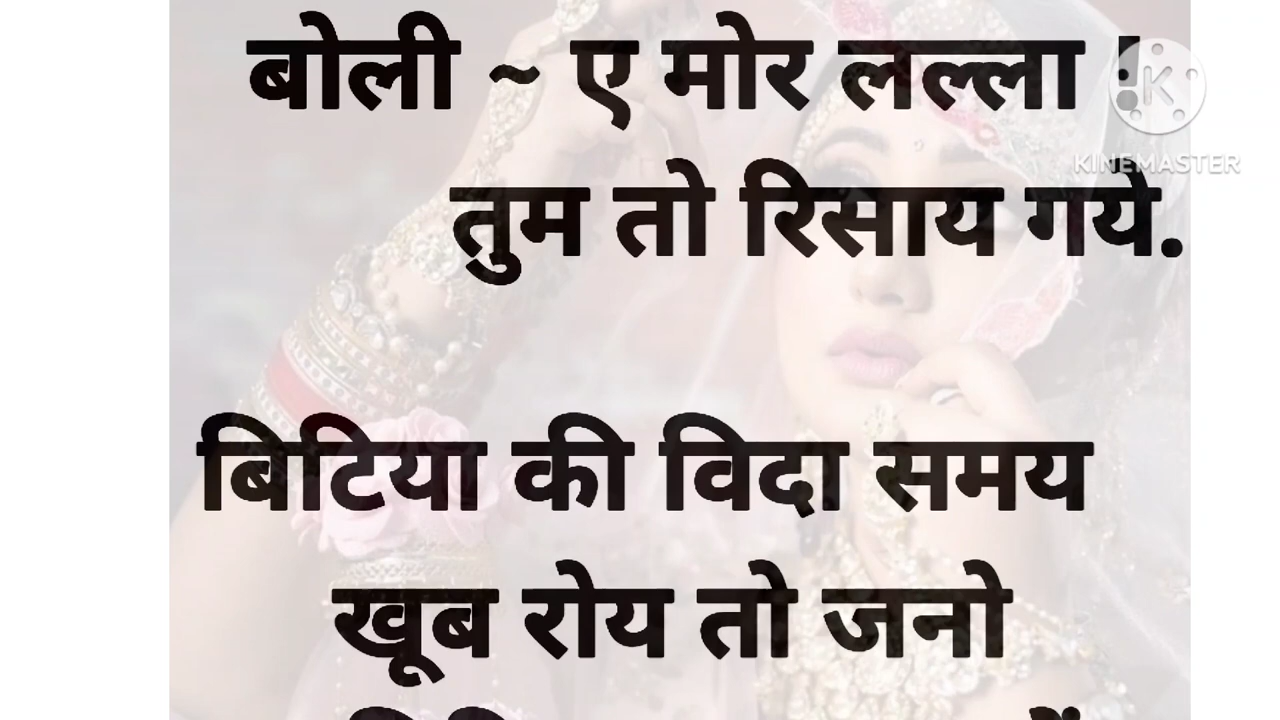 बोली ~ ए मोर लल्ला !
KINEMASTER
तुम तो रिसाय गये.
बिटिया की विदा समय
खूब रोय तो जनो